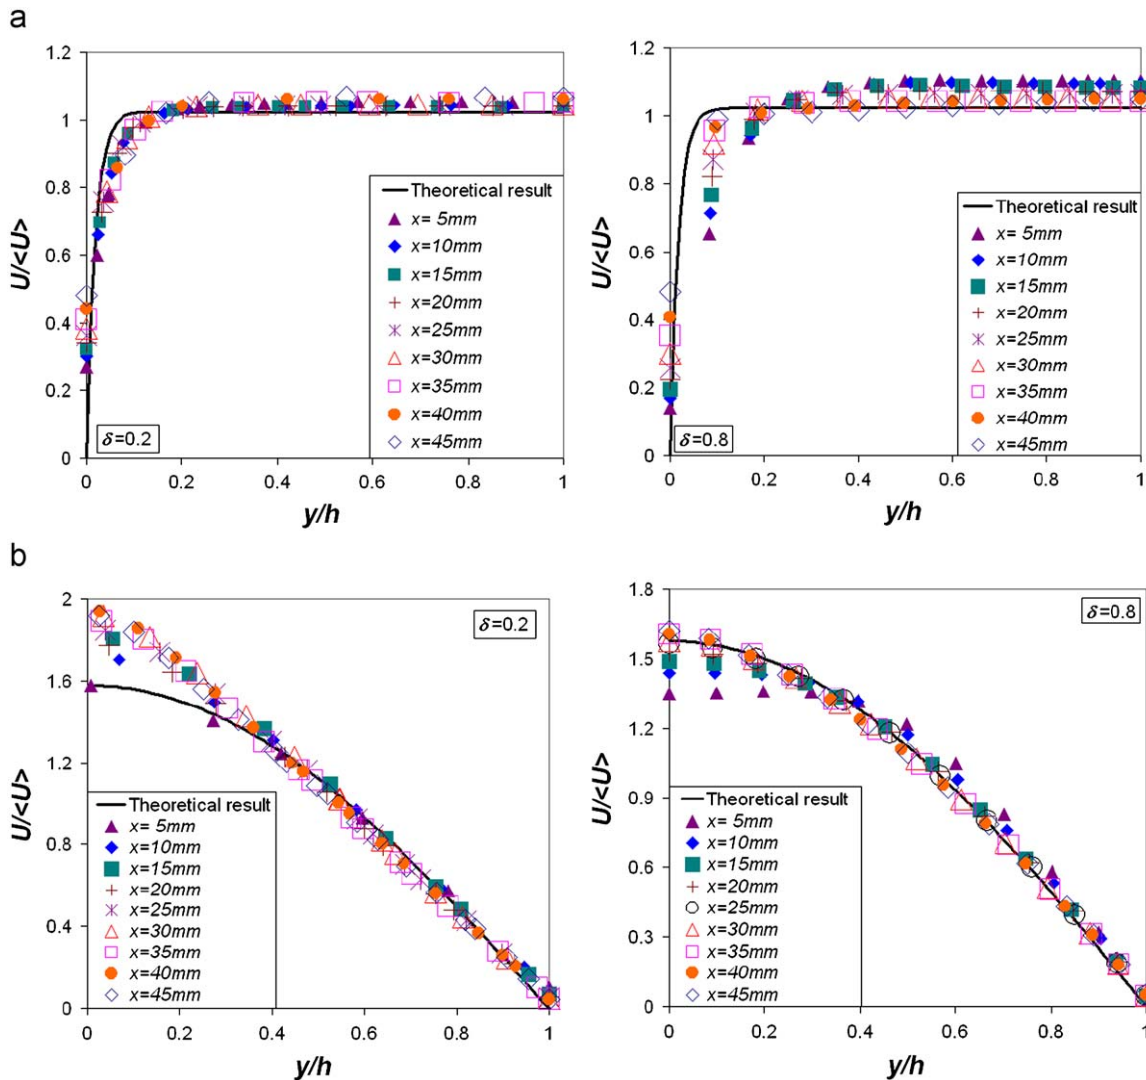 a
1.2
1
0.8
0.6
0.4
0.2
0
U/<U>
Theoretical result
x= 5mm
x=10mm
x=15mm
x=20mm
x=25mm
x=30mm
x=35mm
x=40mm
x=45mm
δ=0.2
0 0.2 0.4 0.6 0.8 1
y/h
1.2
1
0.8
0.6
0.4
0.2
0
U/<U>
Theoretical result
x= 5mm
x=10mm
x=15mm
x=20mm
x=25mm
x=30mm
x=35mm
x=40mm
x=45mm
δ=0.8
0 0.2 0.4 0.6 0.8 1
y/h
b
2
1.6
1.2
0.8
0.4
0
U/<U>
δ=0.2
Theoretical result
x= 5mm
x=10mm
x=15mm
x=20mm
x=25mm
x=30mm
x=35mm
x=40mm
x=45mm
0 0.2 0.4 0.6 0.8 1
y/h
1.8
1.5
1.2
0.9
0.6
0.3
0
U/<U>
δ=0.8
Theoretical result
x= 5mm
x=10mm
x=15mm
x=20mm
x=25mm
x=30mm
x=35mm
x=40mm
x=45mm
0 0.2 0.4 0.6 0.8 1
y/h